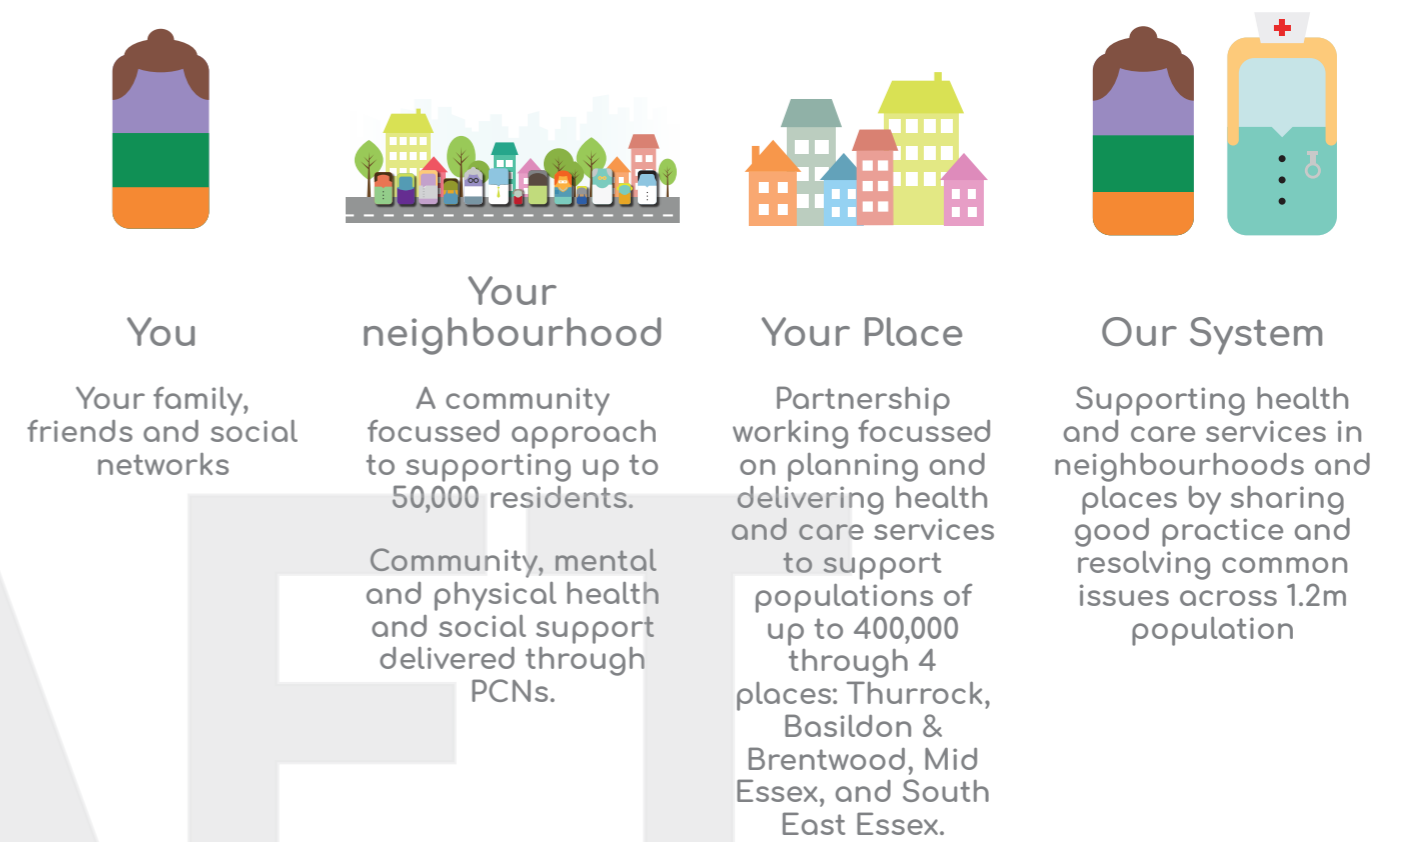 You
Your family,
friends and social
networks
Your
neighbourhood
A community
focussed approach
to supporting up to
50,000 residents.
Community, mental
and physical health
and social support
delivered through
PCNs.
Your Place
Partnership
working focussed
on planning and
delivering health
and care services
to support
populations of
up to 400,000
through 4
places: Thurrock,
Basildon &
Brentwood, Mid
Essex, and South
East Essex.
Our System
Supporting health
and care services in
neighbourhoods and
places by sharing
good practice and
resolving common
issues across 1.2m
population